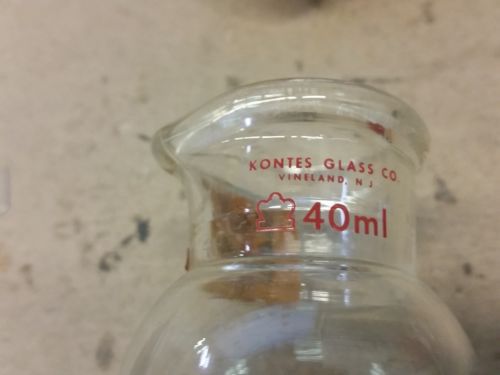 KONTES GLASS CO.
VINELAND, N J
40ml